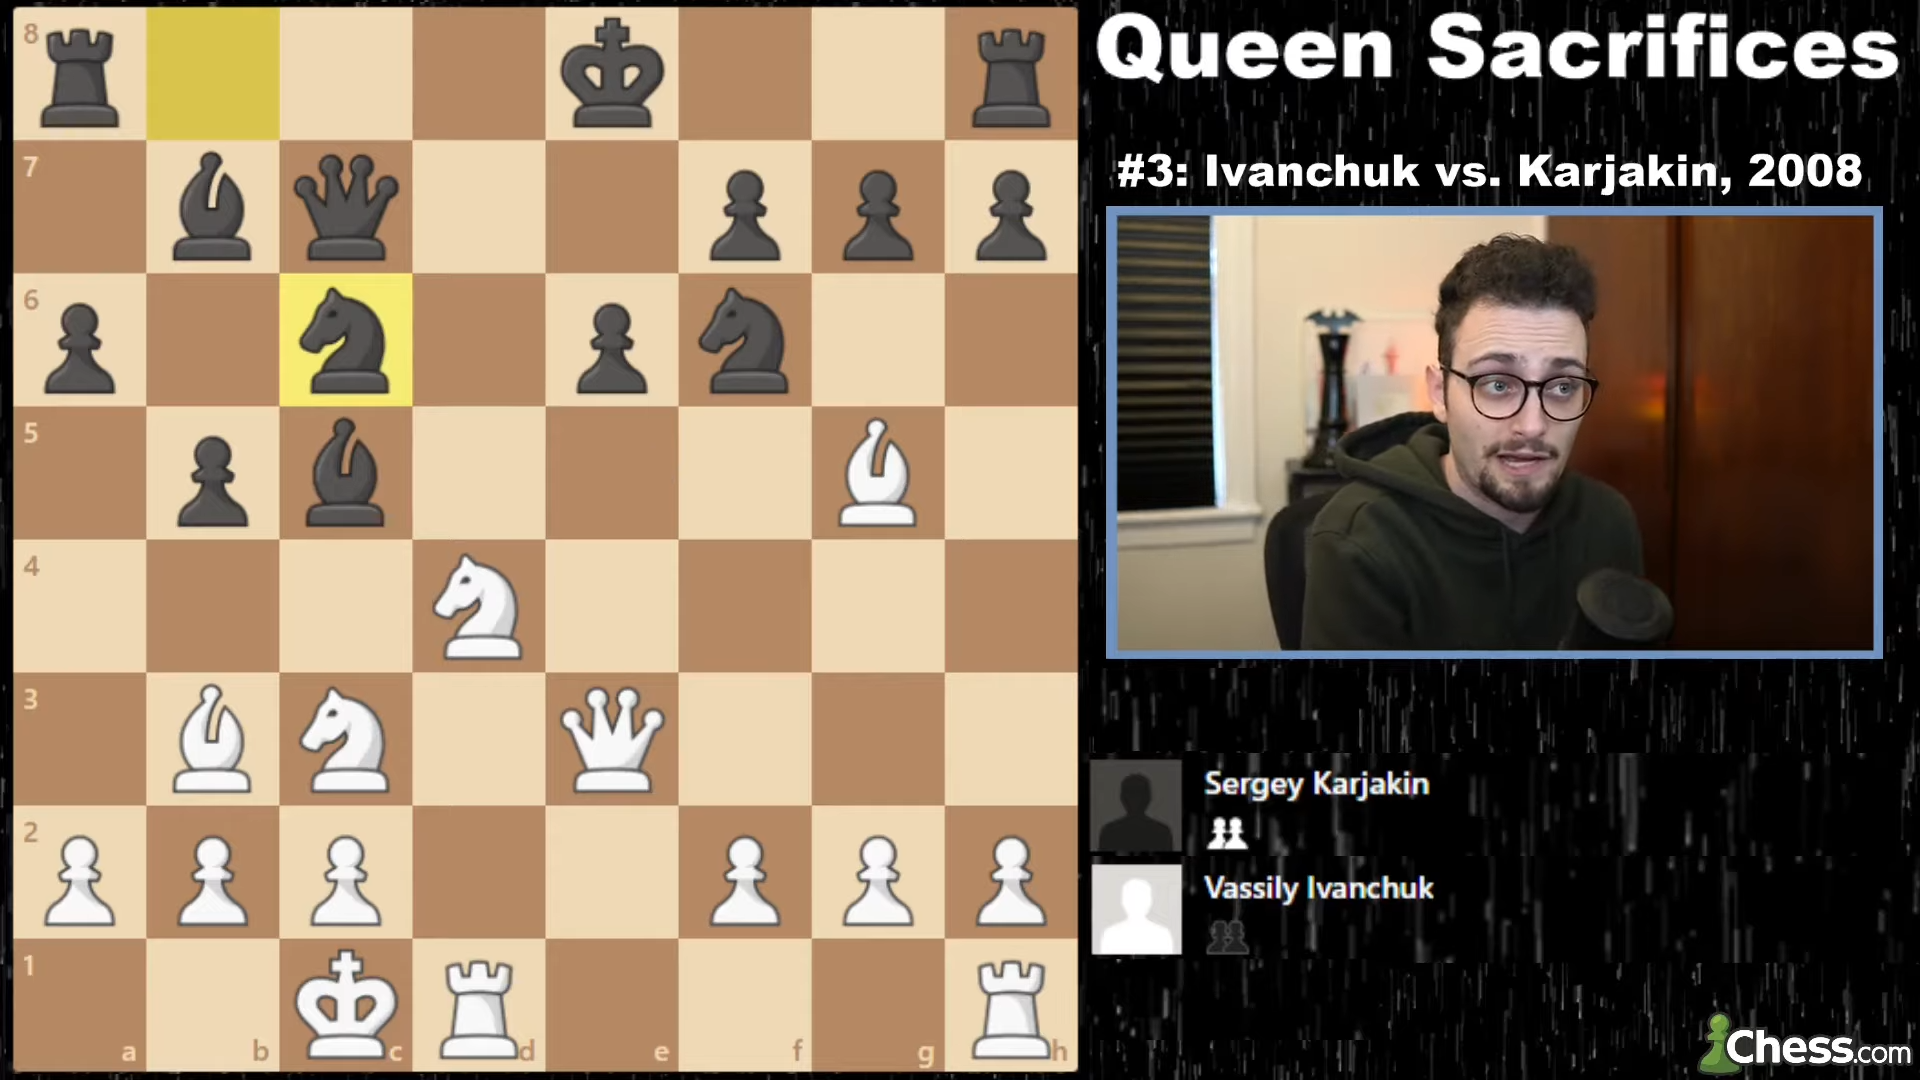 Queen Sacrifices
#3: Ivanchuk vs. Karjakin, 2008
8
7
6
5
4
3
2
1
a b c d e f g h
Sergey Karjakin
Vassily Ivanchuk
Chess.com